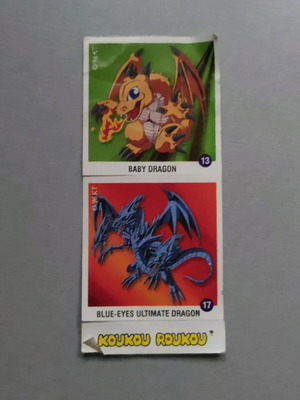 BABY DRAGON
13
BLUE-EYES ULTIMATE DRAGON
17
KOUKOU ROUKOU